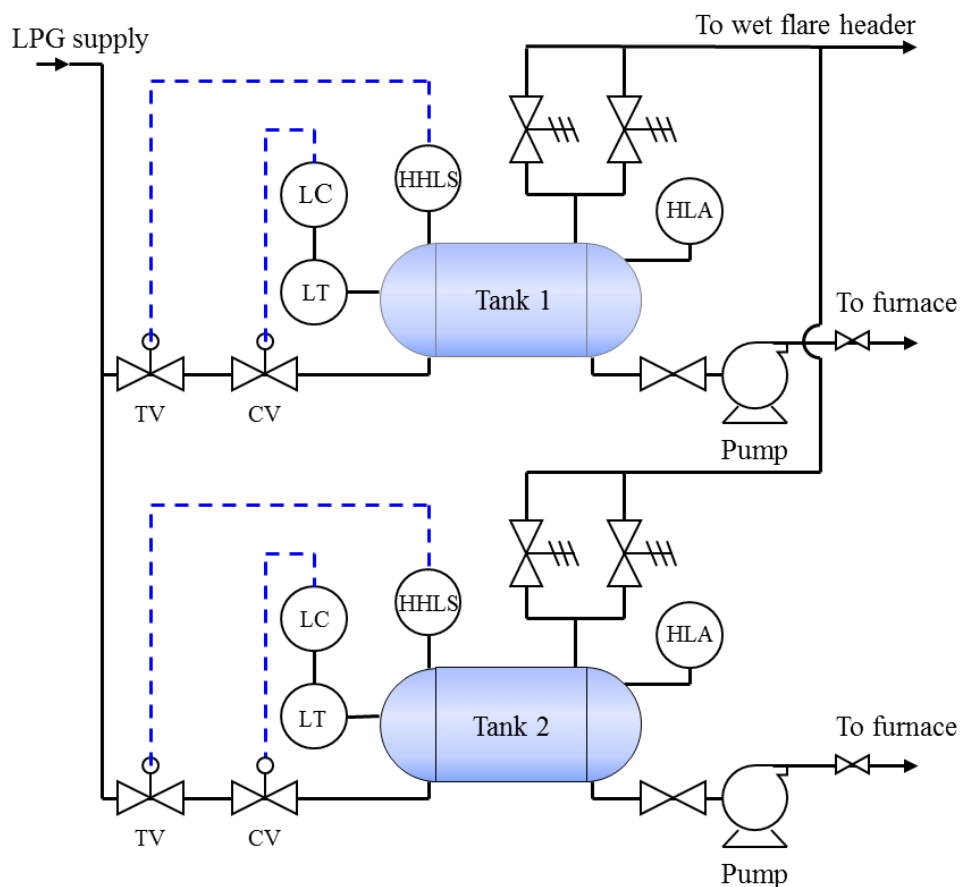 To wet flare header
LPG supply
HHLS
LC
HLA
LT
Tank 1
To furnace
TV
CV
Pump
HHLS
LC
HLA
LT
Tank 2
To furnace
TV
CV
Pump